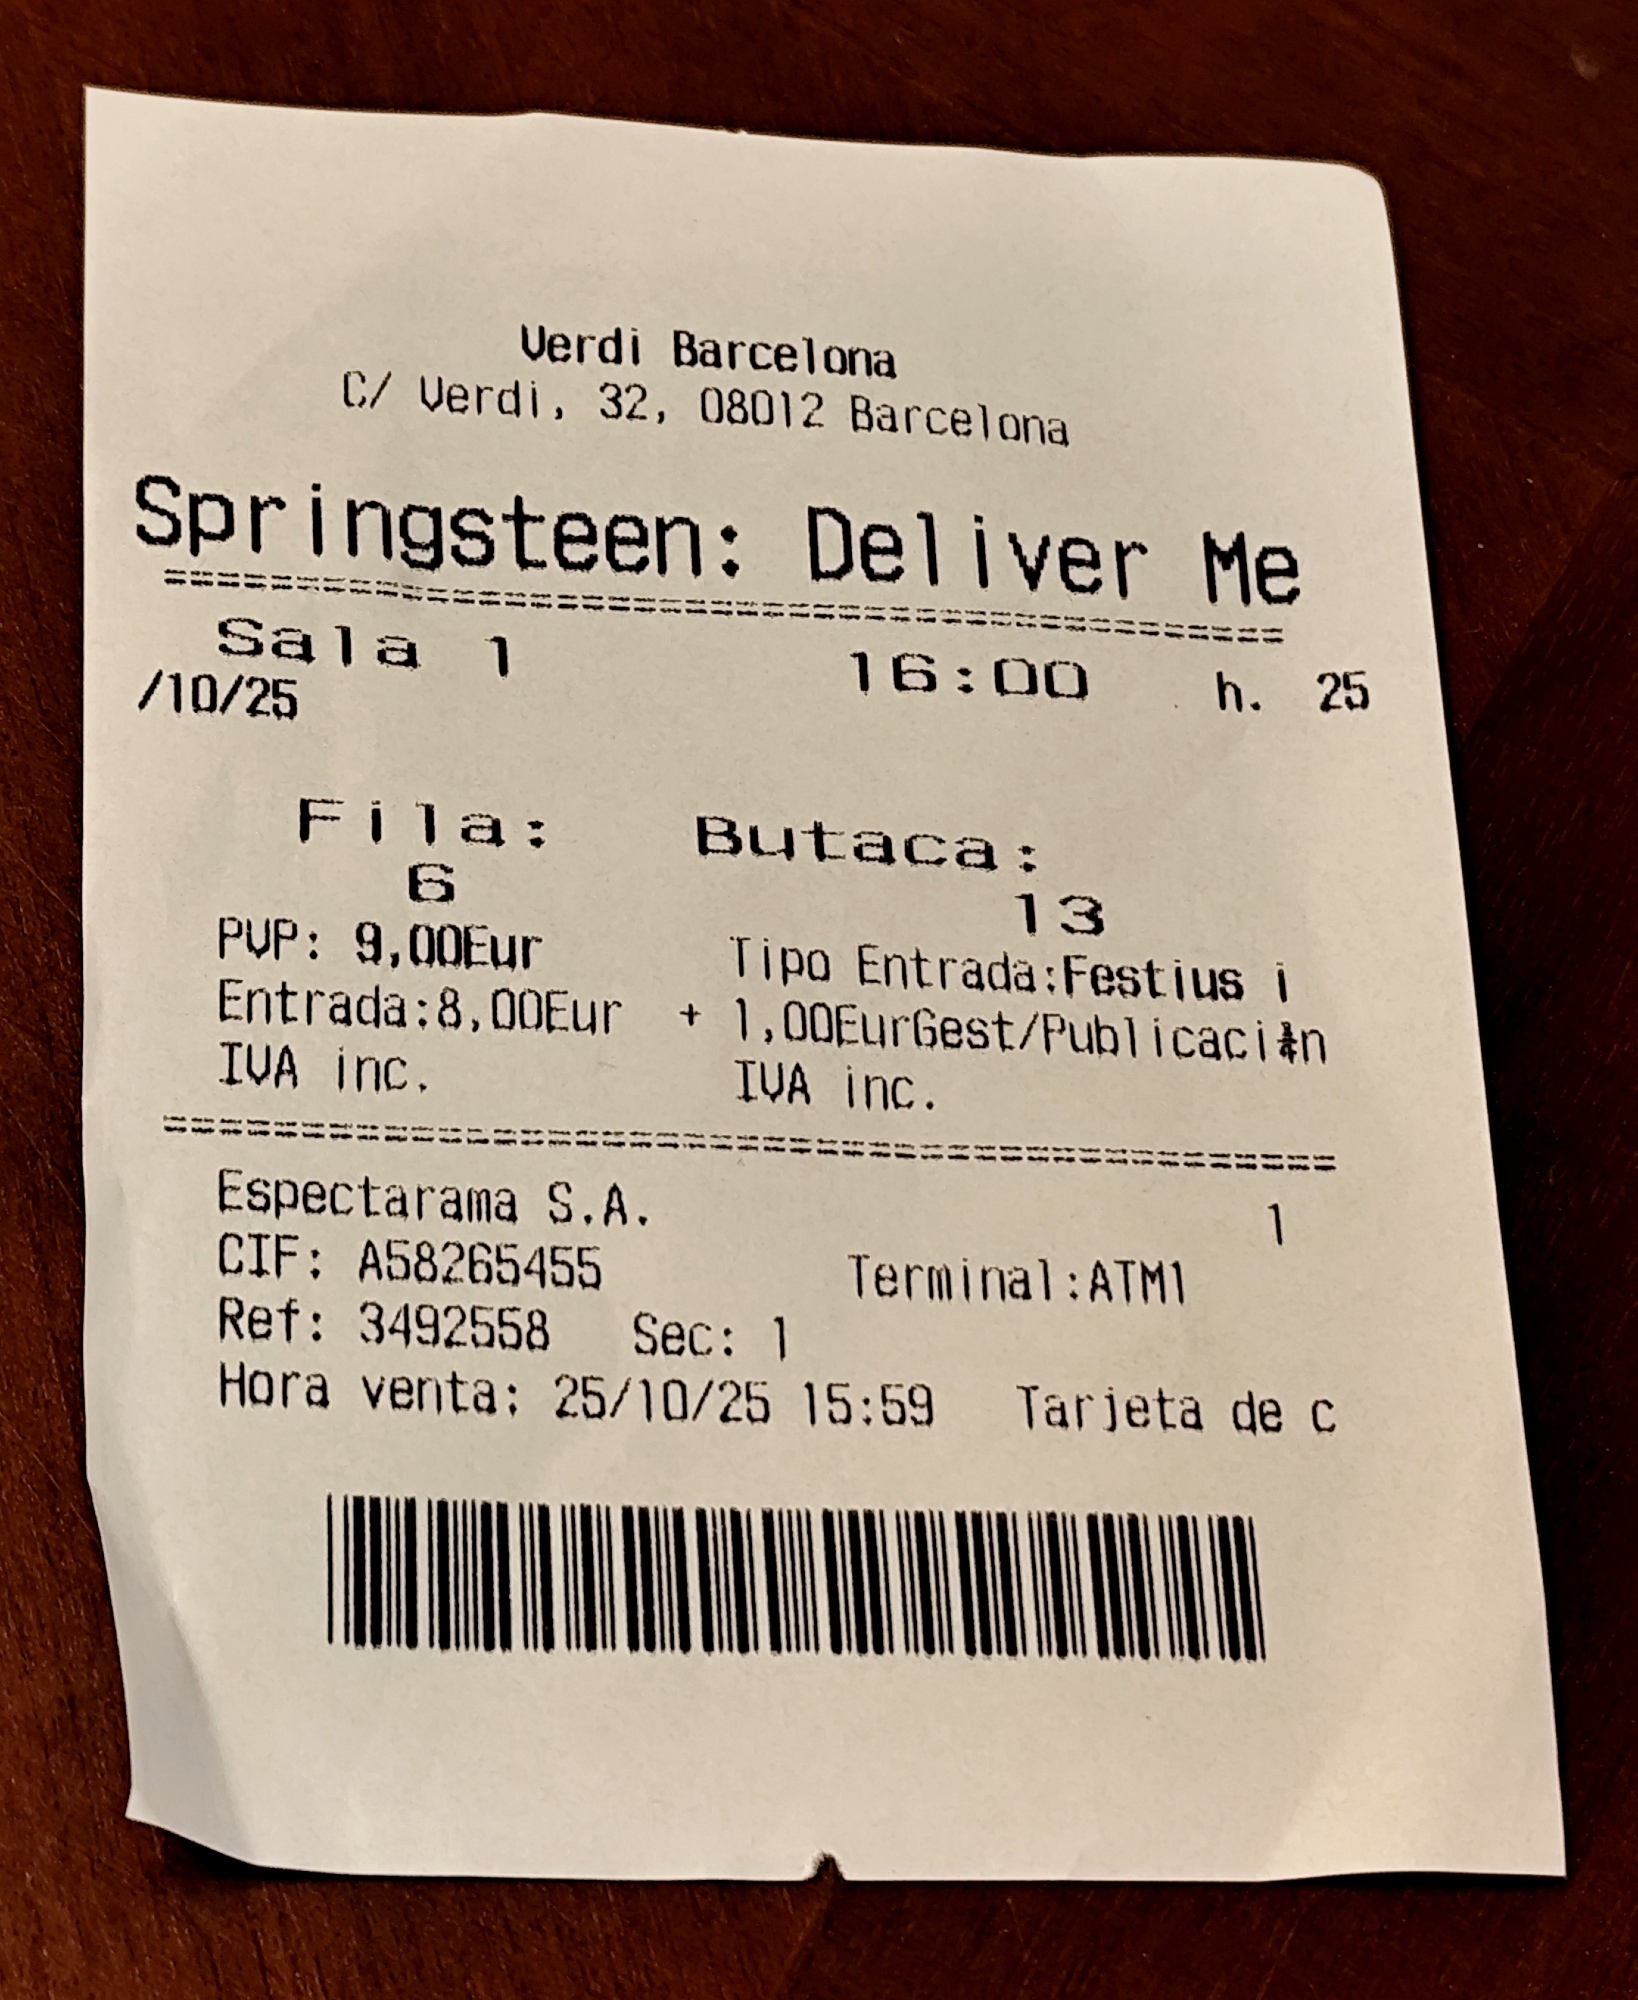 Verdi Barcelona
C/ Verdi, 32, 08012 Barcelona
Springsteen: Deliver Me
Sala 1 16:00 h. 25
/10/25
Fila: Butaca:
6 13
PVP: 9,00Eur Tipo Entrada:Festius i
Entrada:8,00Eur + 1,00EurGest/Publicaci¾n
IVA inc. IVA inc.
Espectarama S.A. 1
CIF: A58265455 Terminal:ATM1
Ref: 3492558 Sec: 1
Hora venta: 25/10/25 15:59 Tarjeta de c